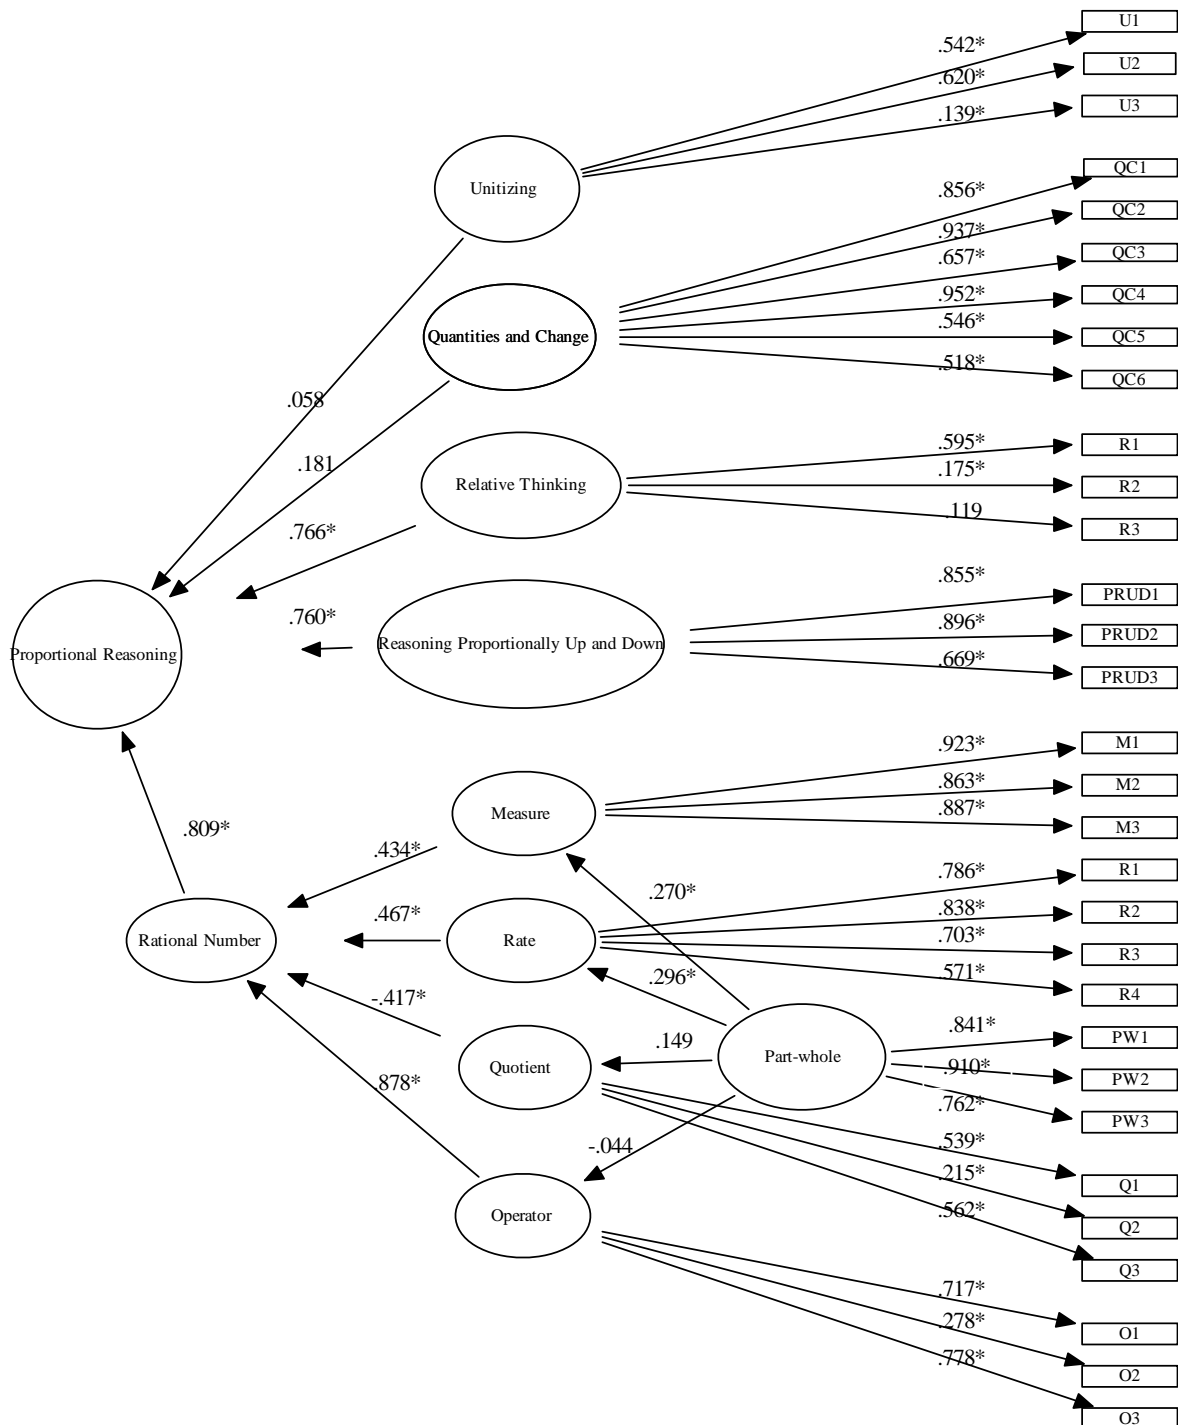 U1
.542*
U2
.620*
U3
.139*
Unitizing
QC1
.856*
QC2
.937*
QC3
.657*
QC4
.952*
Quantities and Change
QC5
.546*
QC6
.518*
.058
.181
R1
.595*
R2
.175*
Relative Thinking
R3
.119
.766*
PRUD1
.855*
.760*
PRUD2
.896*
Reasoning Proportionally Up and Down
Proportional Reasoning
PRUD3
.669*
M1
.923*
M2
.863*
Measure
M3
.887*
.809*
.434*
R1
.786*
.270*
R2
.838*
.467*
Rational Number
Rate
R3
.703*
R4
.571*
.296*
-.417*
PW1
.841*
.149
Part-whole
Quotient
PW2
.910*
.878*
PW3
.762*
-.044
.539*
Q1
.215*
Operator
Q2
.562*
Q3
.717*
O1
.278*
O2
.778*
O3